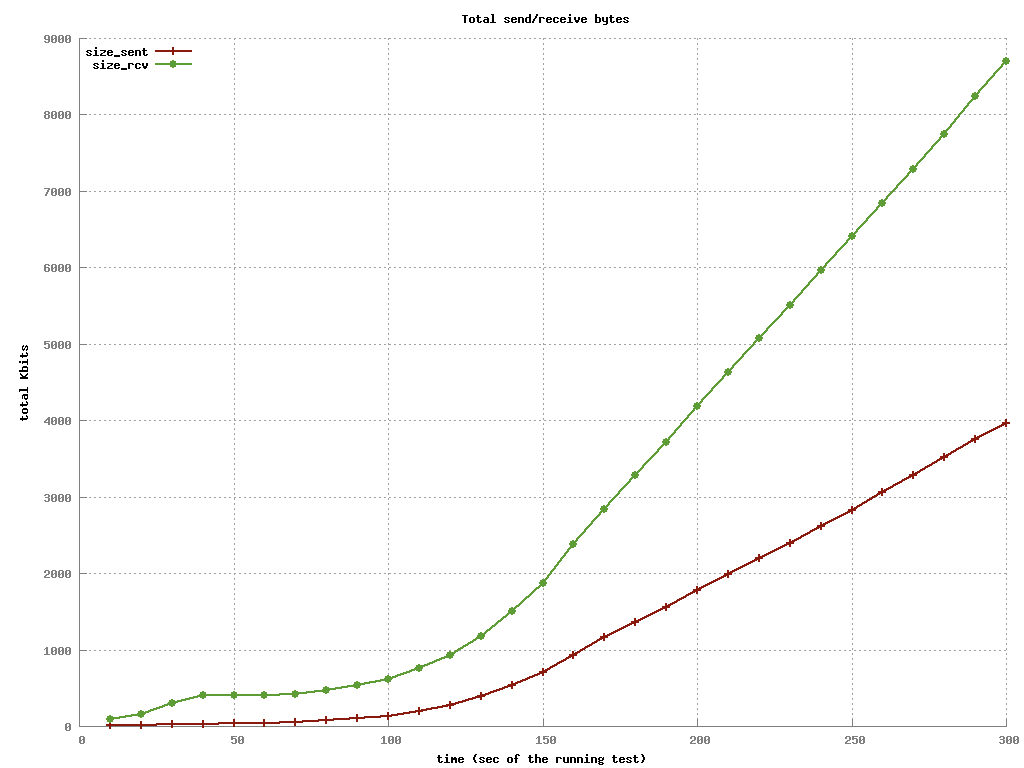 Total send/receive bytes
9000
size_sent
size_rcv
8000
7000
6000
5000
total Kbits
4000
3000
2000
1000
0
0 50 100 150 200 250 300
time (sec of the running test)